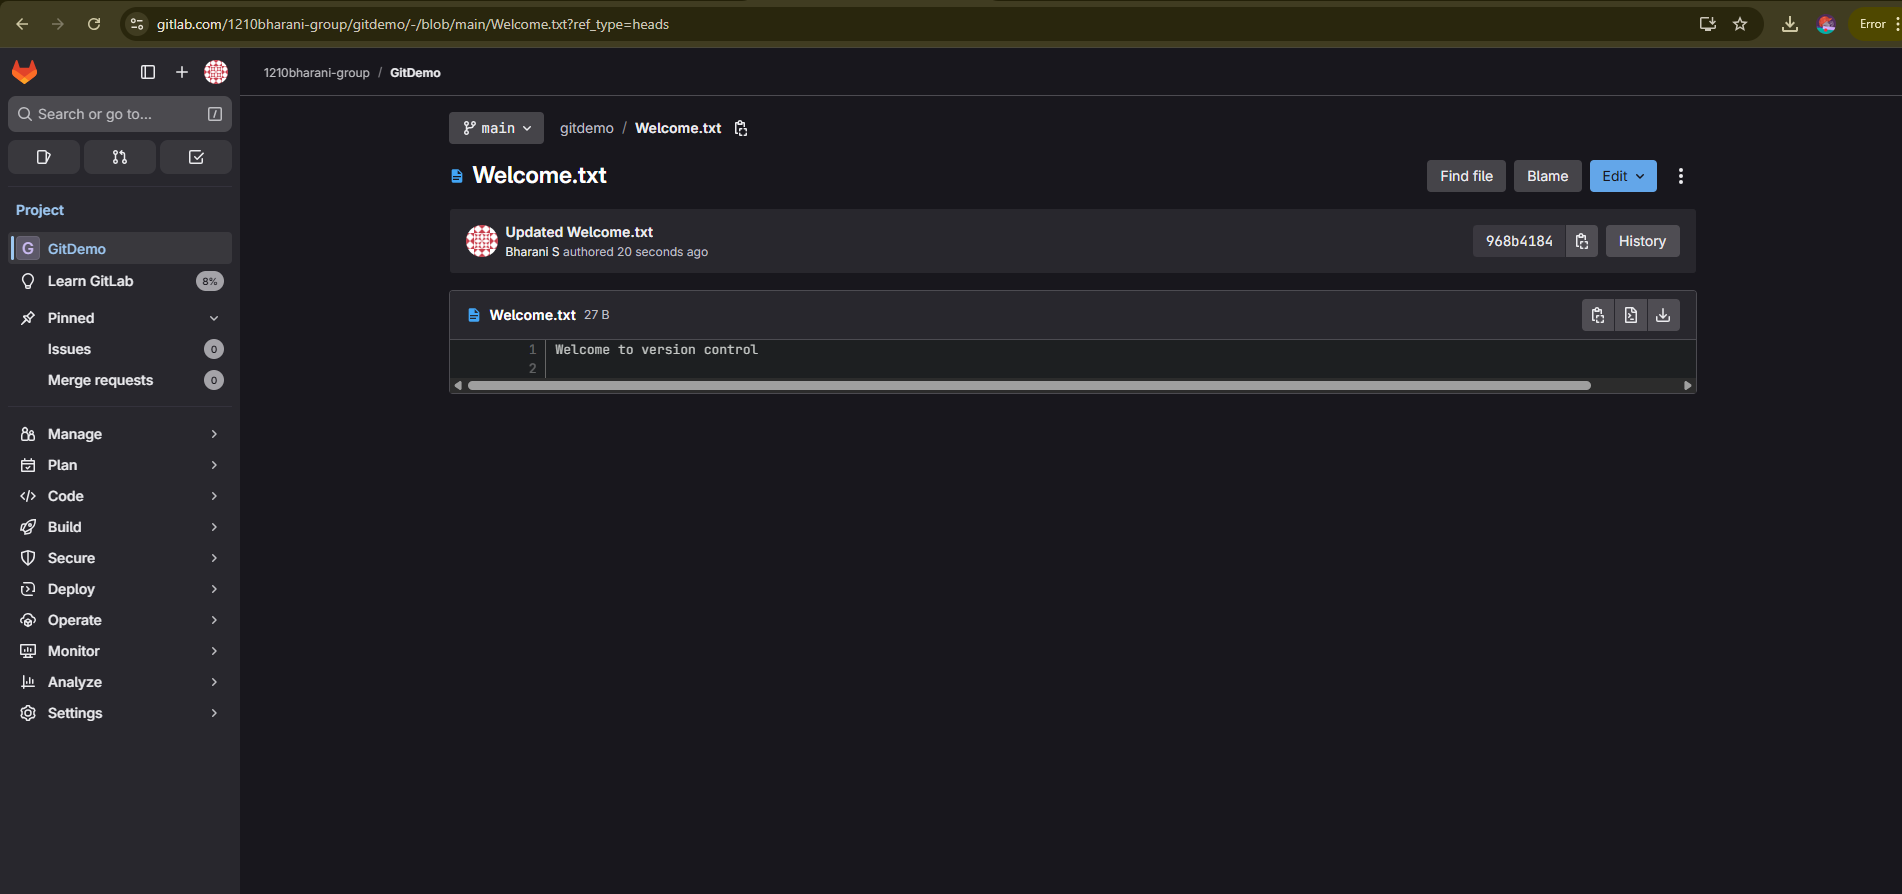 gitlab.com/1210bharani-group/gitdemo/-/blob/main/Welcome.txt?ref_type=heads
Error
1210bharani-group / GitDemo
Search or go to...
/
Project
G GitDemo
Learn GitLab 8%
Pinned
Issues 0
Merge requests 0
Manage
Plan
Code
Build
Secure
Deploy
Operate
Monitor
Analyze
Settings
main gitdemo / Welcome.txt
Welcome.txt
Find file Blame Edit
Updated Welcome.txt
Bharani S authored 20 seconds ago
968b4184 History
Welcome.txt 27 B
1 Welcome to version control
2